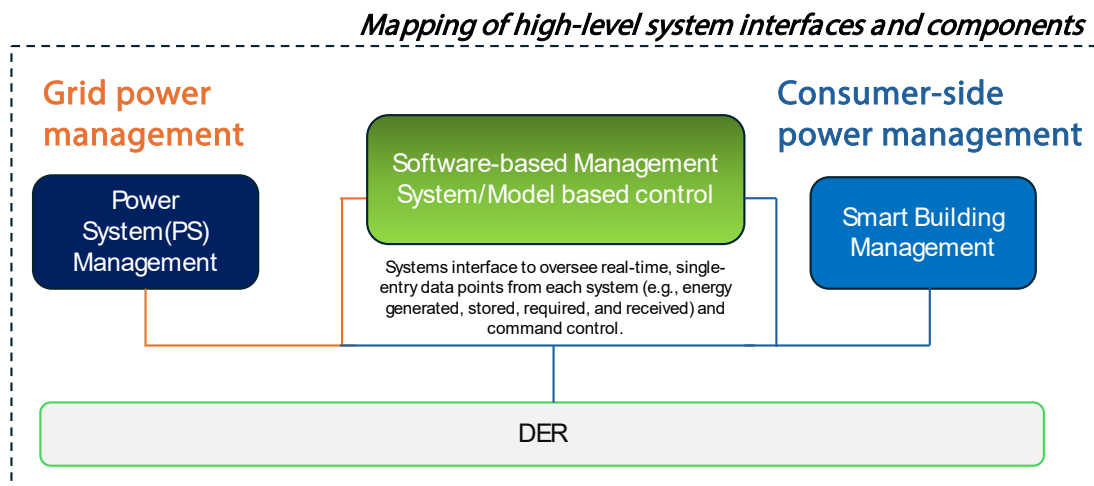 Mapping of high-level system interfaces and components
Grid power
management
Consumer-side
power management
Software-based Management
System/Model based control
Power
System(PS)
Management
Smart Building
Management
Systems interface to oversee real-time, single-
entry data points from each system (e.g., energy
generated, stored, required, and received) and
command control.
DER